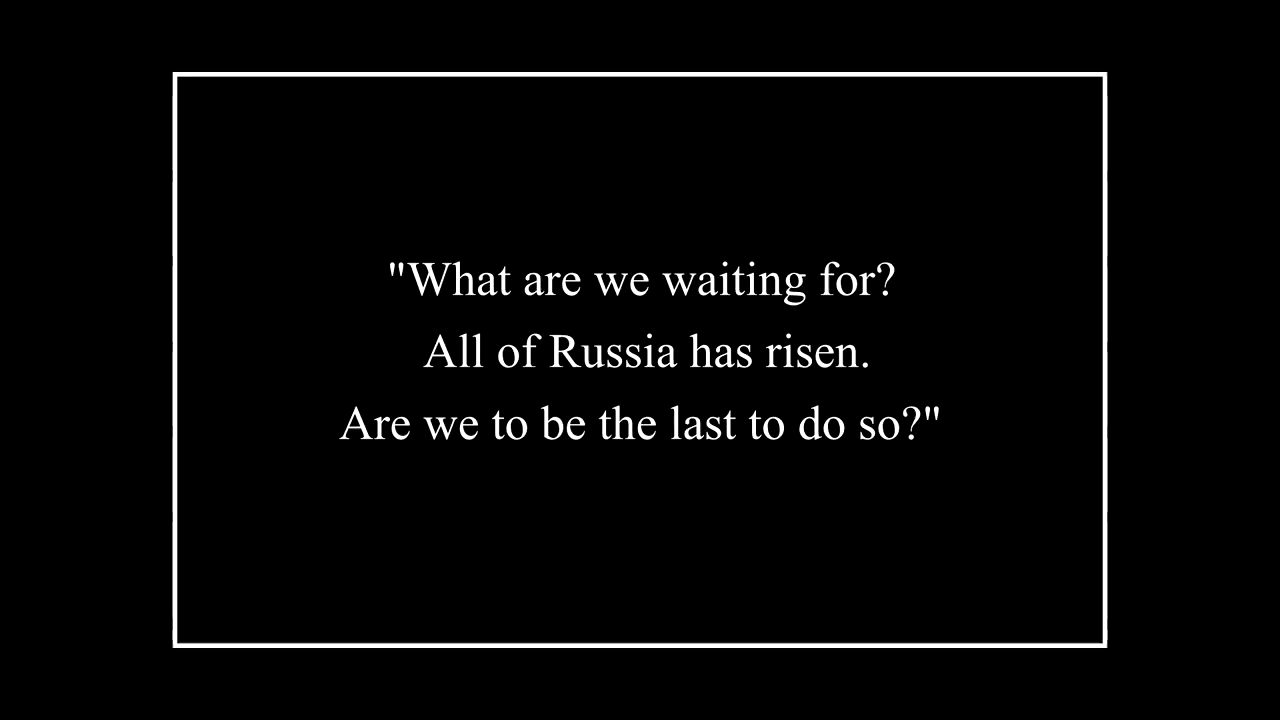 "What are we waiting for?
All of Russia has risen.
Are we to be the last to do so?"